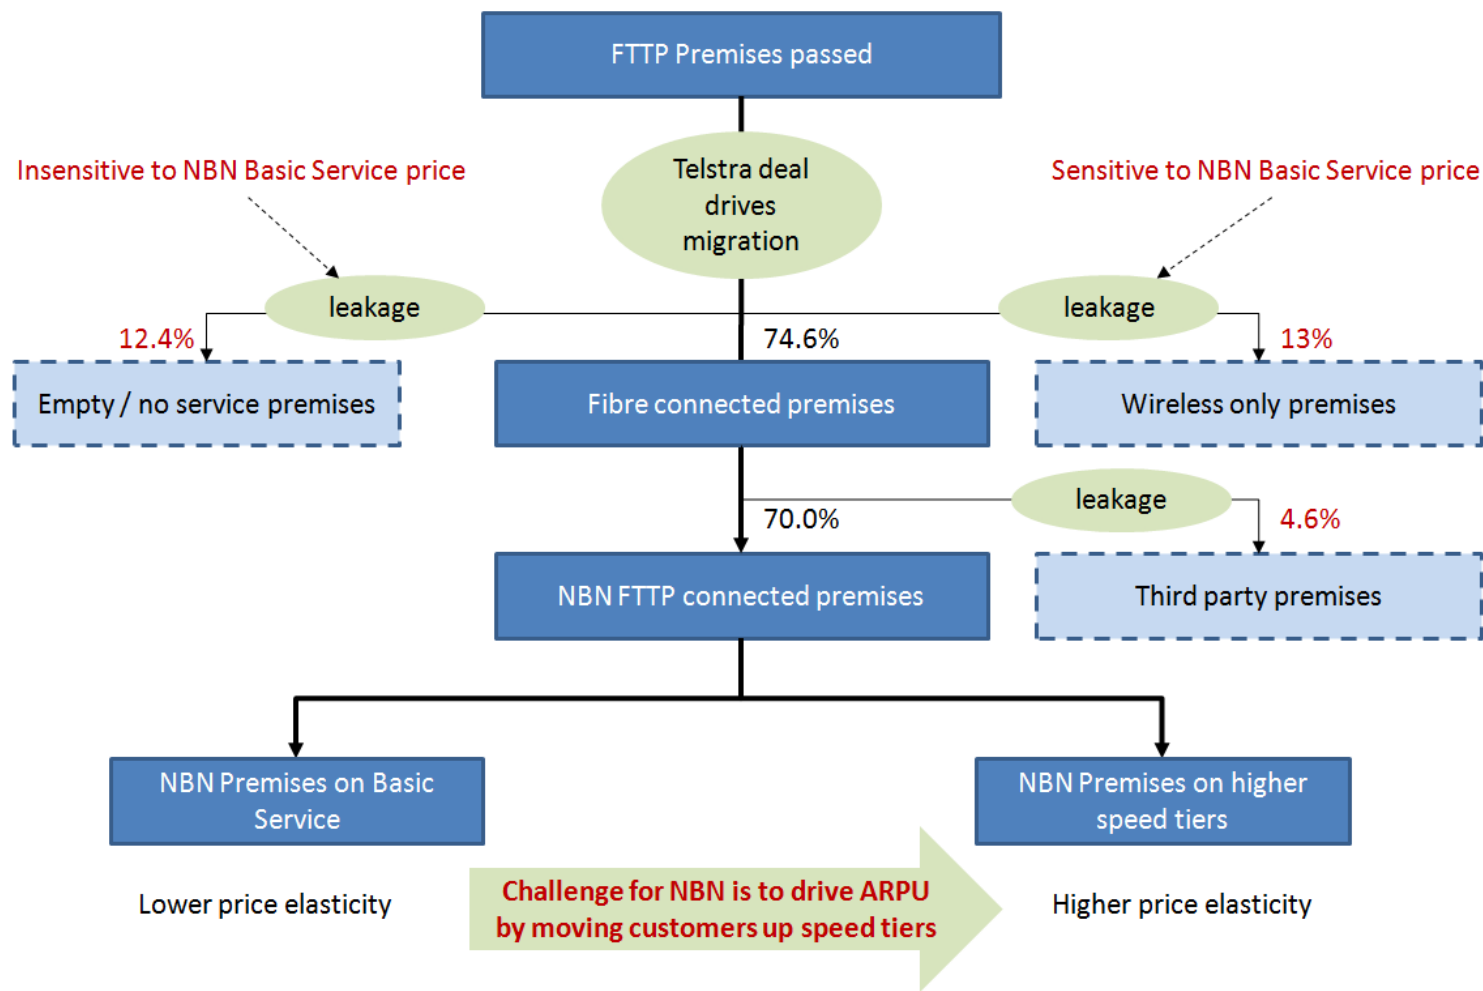 FTTP Premises passed
Insensitive to NBN Basic Service price
Telstra deal
drives
migration
Sensitive to NBN Basic Service price
leakage
leakage
12.4%
74.6%
13%
Empty / no service premises
Fibre connected premises
Wireless only premises
leakage
70.0%
4.6%
NBN FTTP connected premises
Third party premises
NBN Premises on Basic
Service
NBN Premises on higher
speed tiers
Lower price elasticity
Challenge for NBN is to drive ARPU
by moving customers up speed tiers
Higher price elasticity